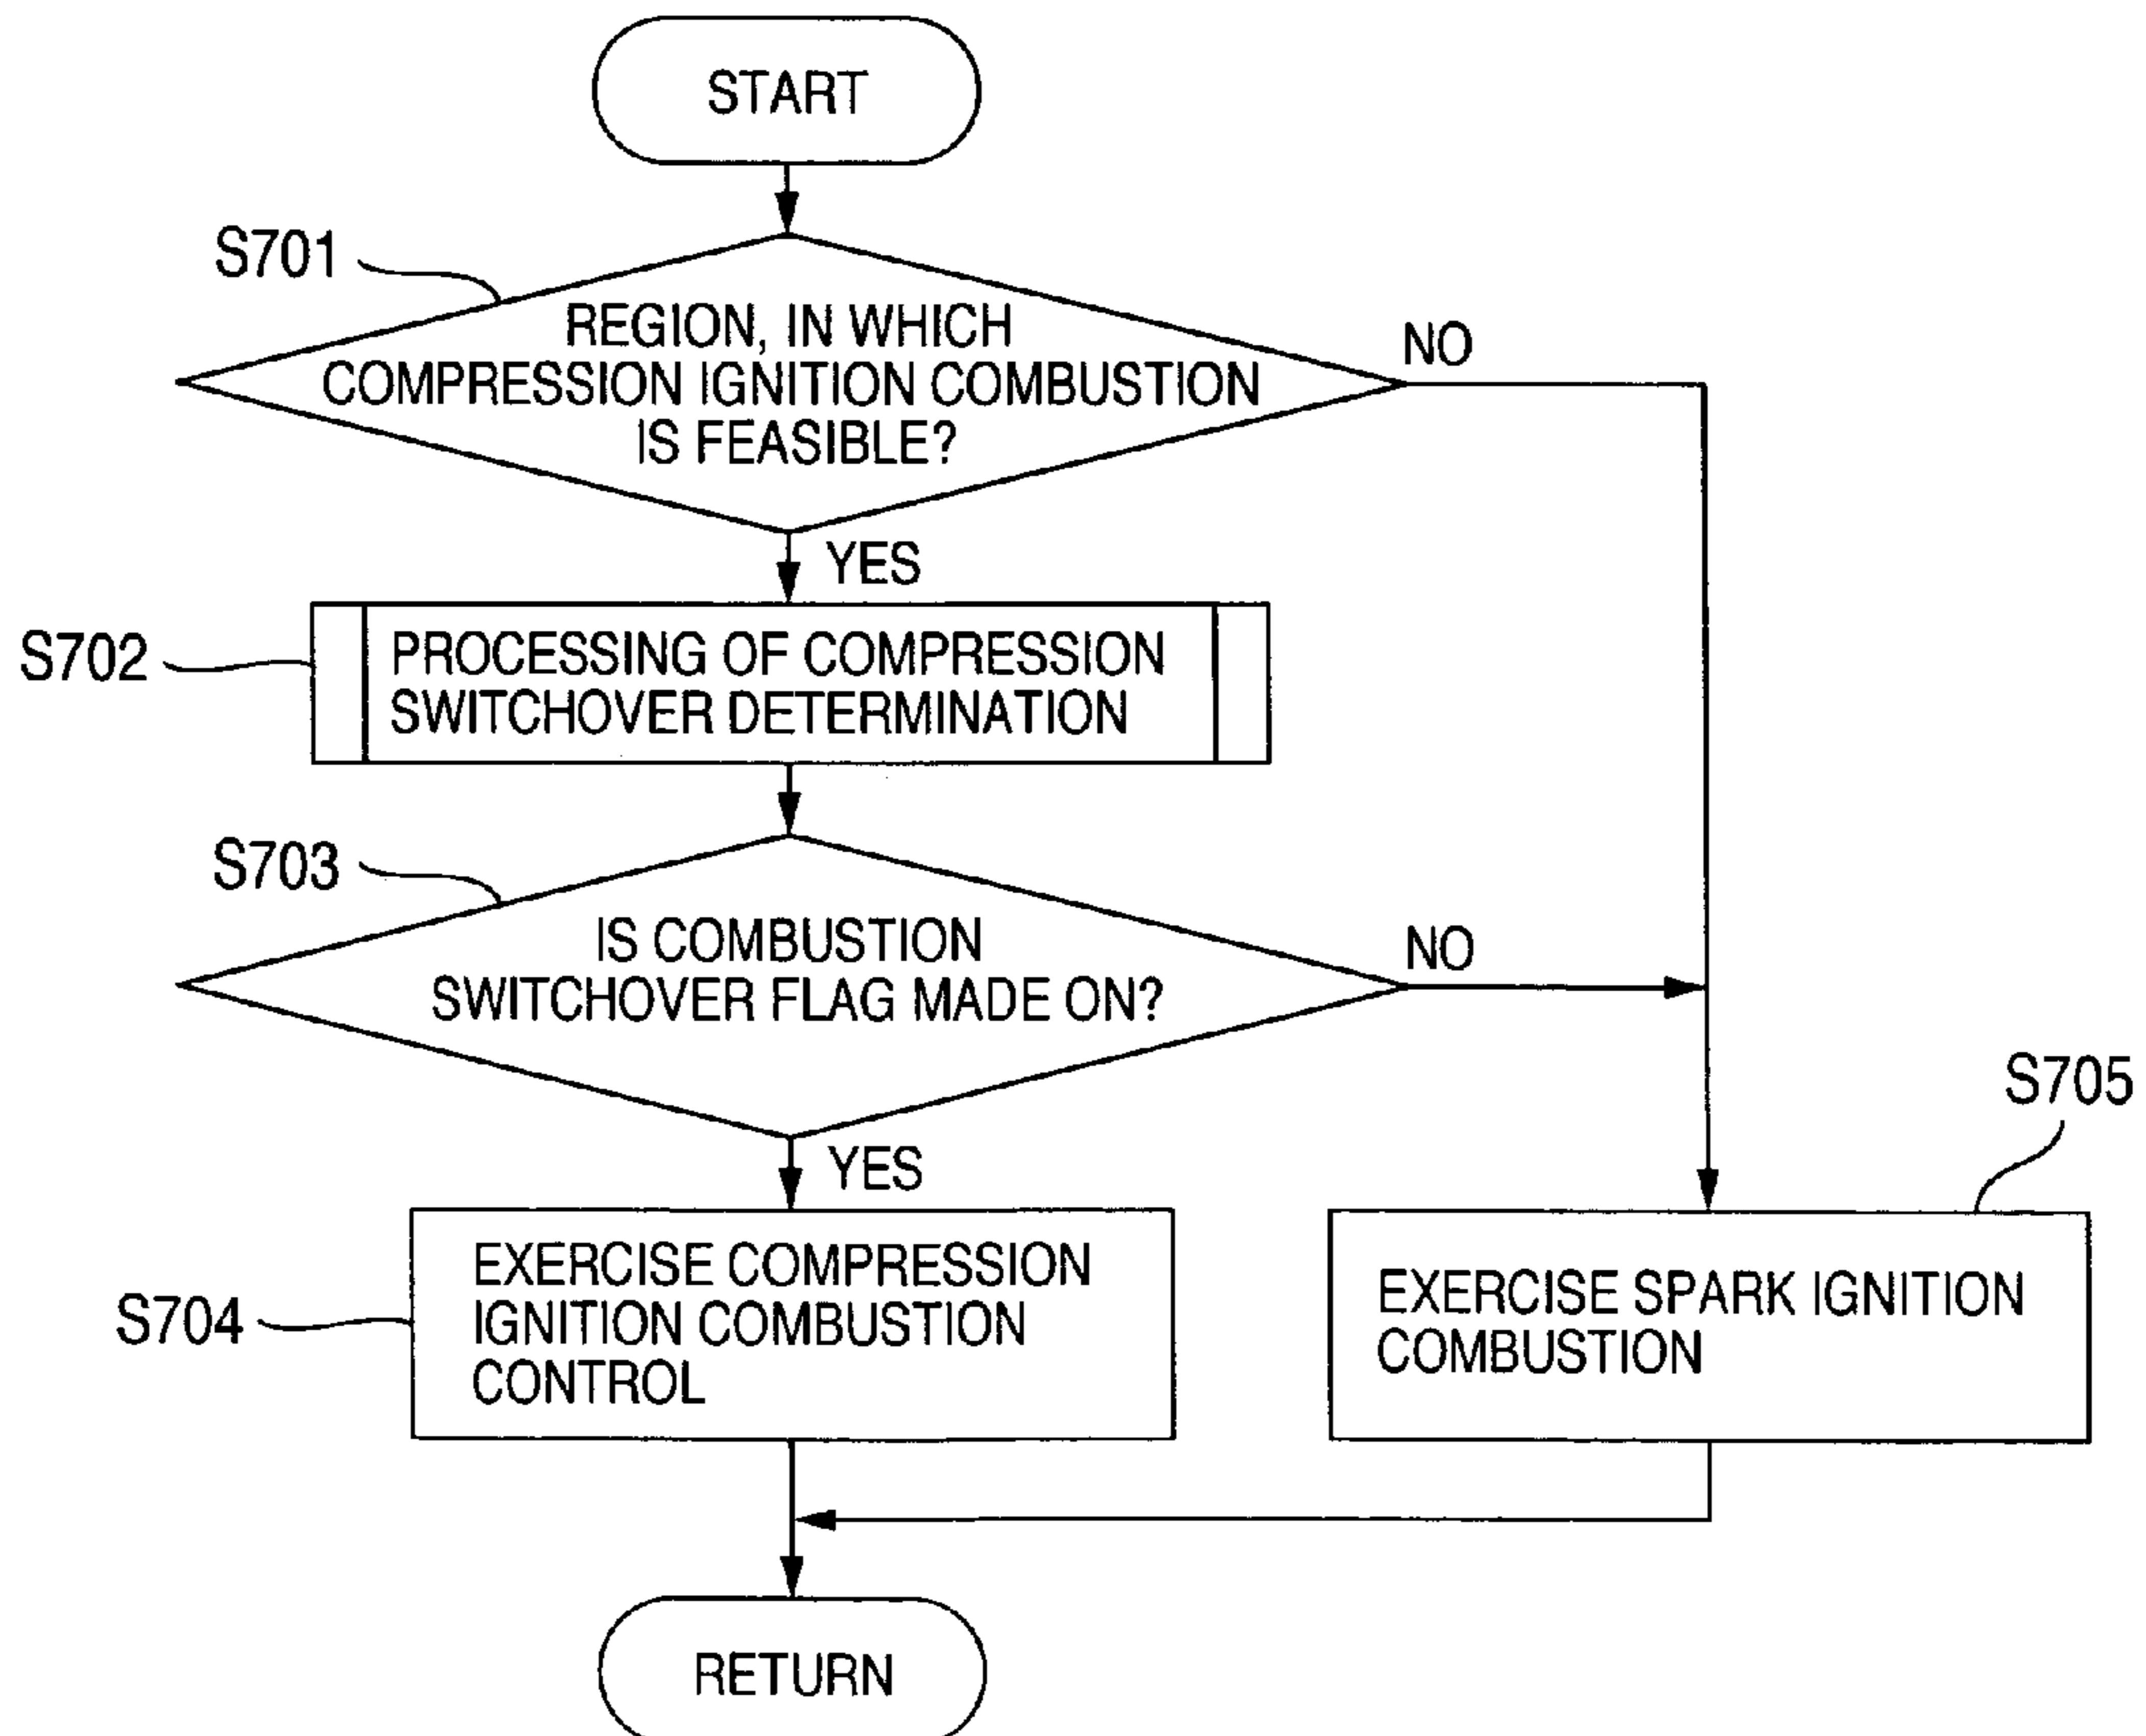 START
S701
REGION, IN WHICH
COMPRESSION IGNITION COMBUSTION
IS FEASIBLE?
NO
YES
S702
PROCESSING OF COMPRESSION
SWITCHOVER DETERMINATION
S703
IS COMBUSTION
SWITCHOVER FLAG MADE ON?
NO
YES
S705
S704
EXERCISE COMPRESSION
IGNITION COMBUSTION
CONTROL
EXERCISE SPARK IGNITION
COMBUSTION
RETURN